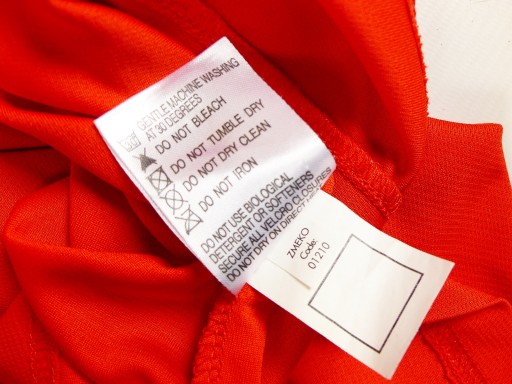 GENTLE MACHINE WASHING
AT 30 DEGREES
DO NOT BLEACH
DO NOT TUMBLE DRY
DO NOT DRY CLEAN
DO NOT IRON
DO NOT USE BIOLOGICAL
DETERGENT OR SOFTENERS
SECURE ALL VELCRO CLOSURES
DO NOT DRY ON DIRECT
ZMEKO
Code:
01210